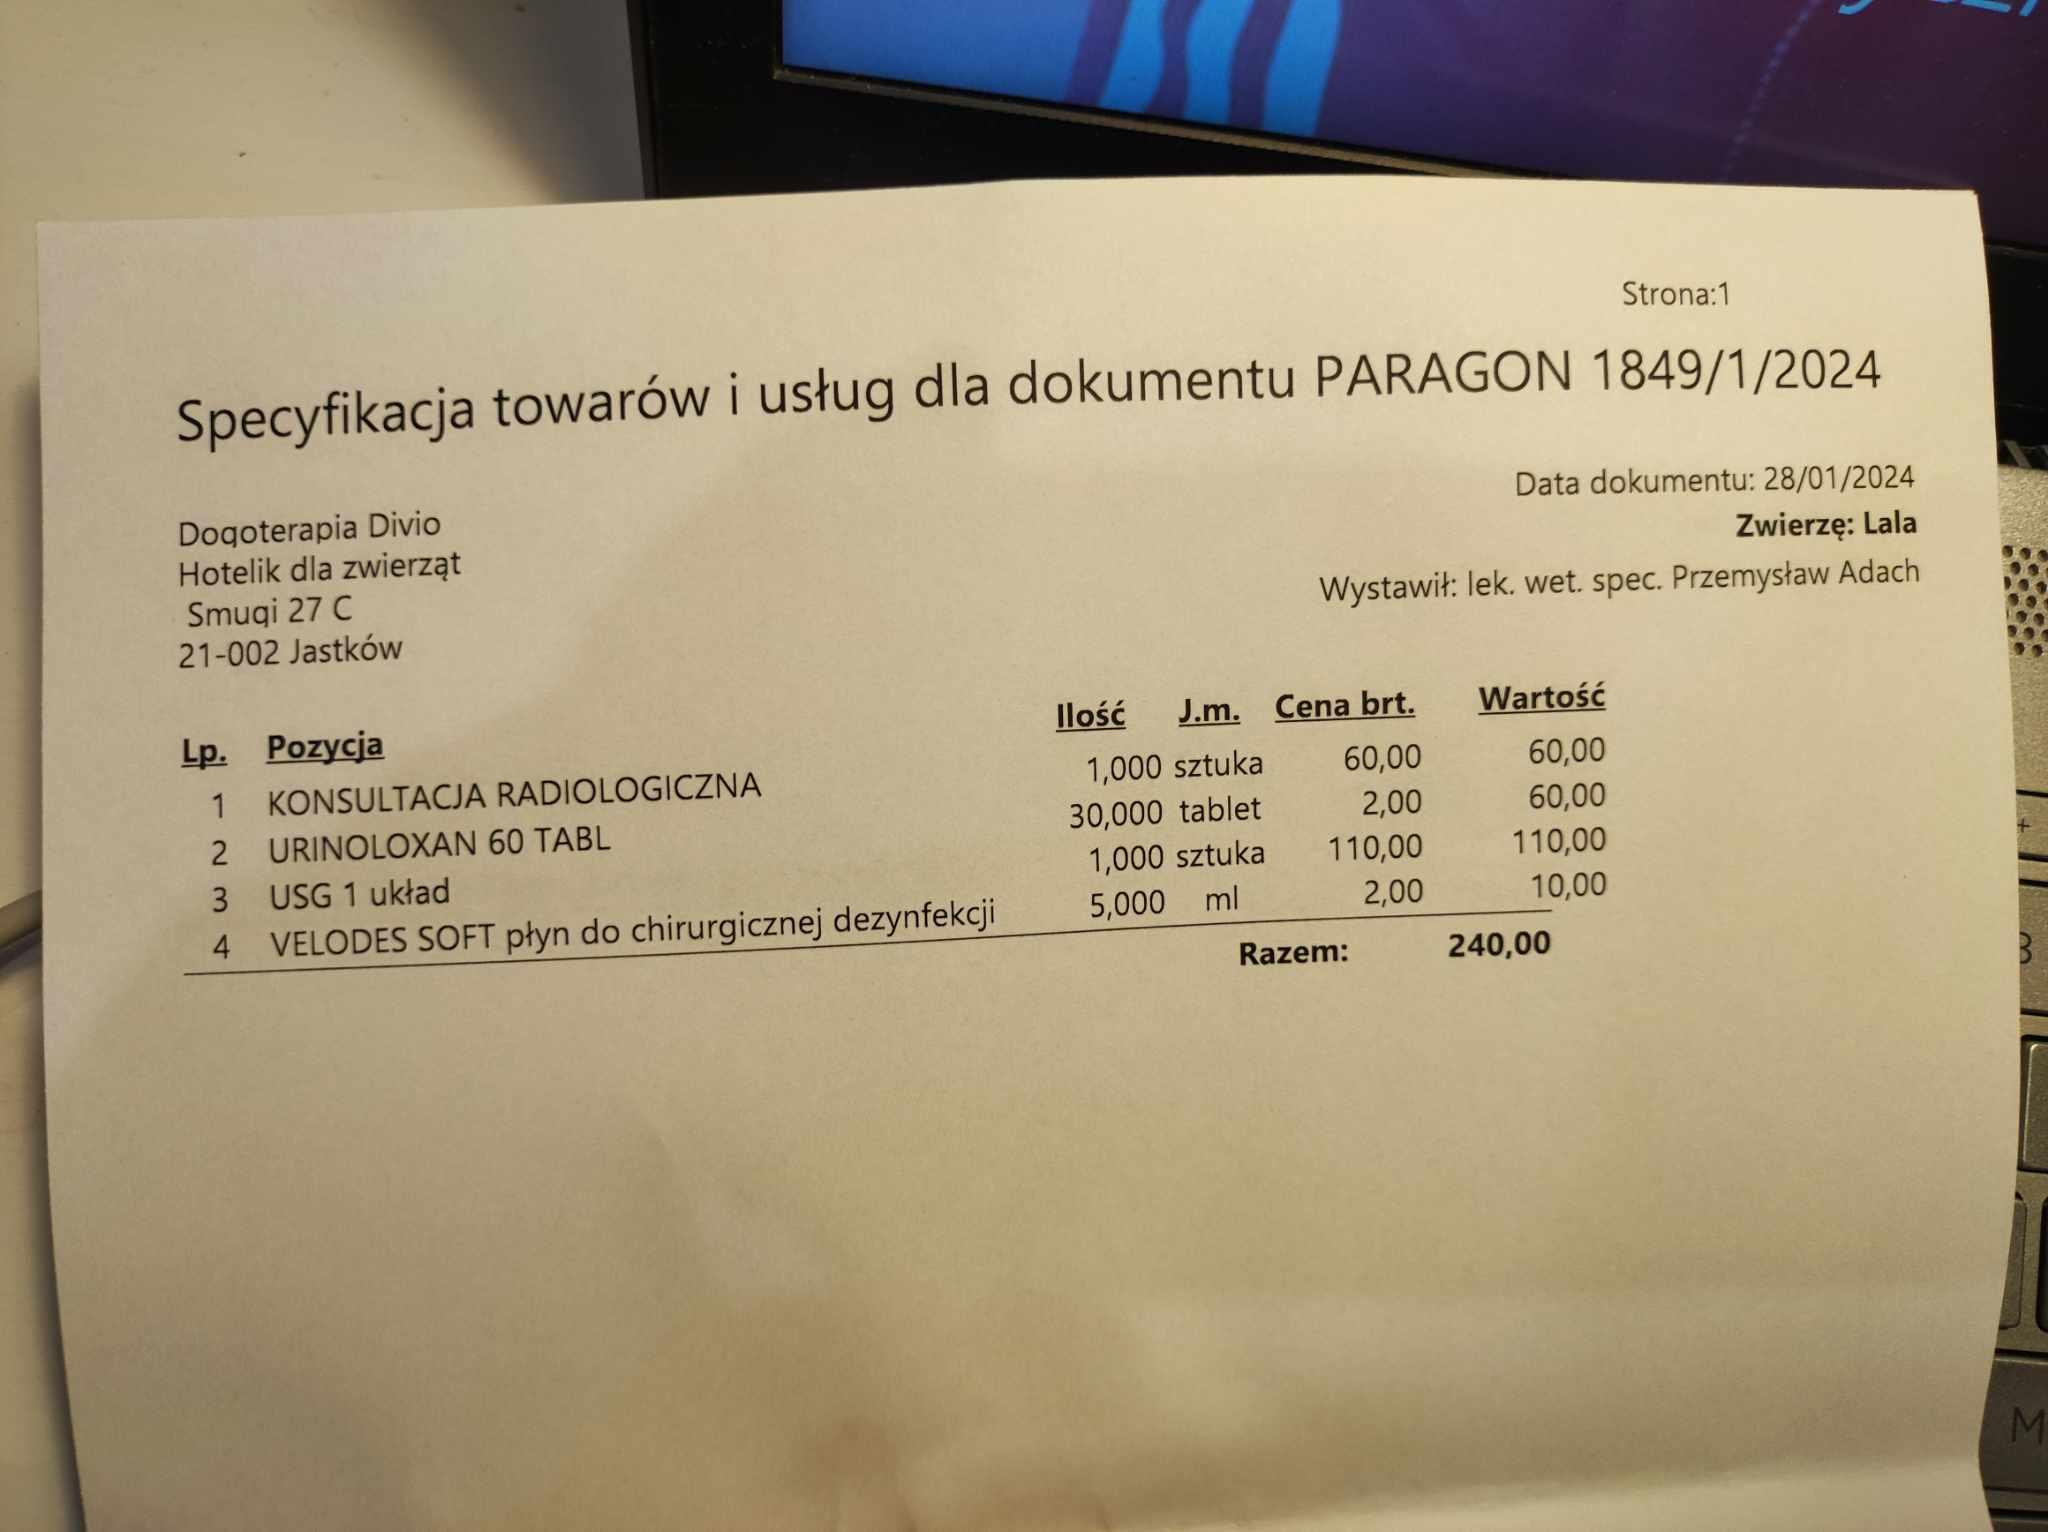 Strona:1
Specyfikacja towarów i usług dla dokumentu PARAGON 1849/1/2024
Data dokumentu: 28/01/2024
Zwierzę: Lala
Wystawił: lek. wet. spec. Przemysław Adach
Dogoterapia Divio
Hotelik dla zwierząt
Smugi 27 C
21-002 Jastków
Lp. Pozycja Ilość J.m. Cena brt. Wartość
1 KONSULTACJA RADIOLOGICZNA 1,000 sztuka 60,00 60,00
2 URINOLOXAN 60 TABL 30,000 tablet 2,00 60,00
3 USG 1 układ 1,000 sztuka 110,00 110,00
4 VELODES SOFT płyn do chirurgicznej dezynfekcji 5,000 ml 2,00 10,00
Razem: 240,00
M